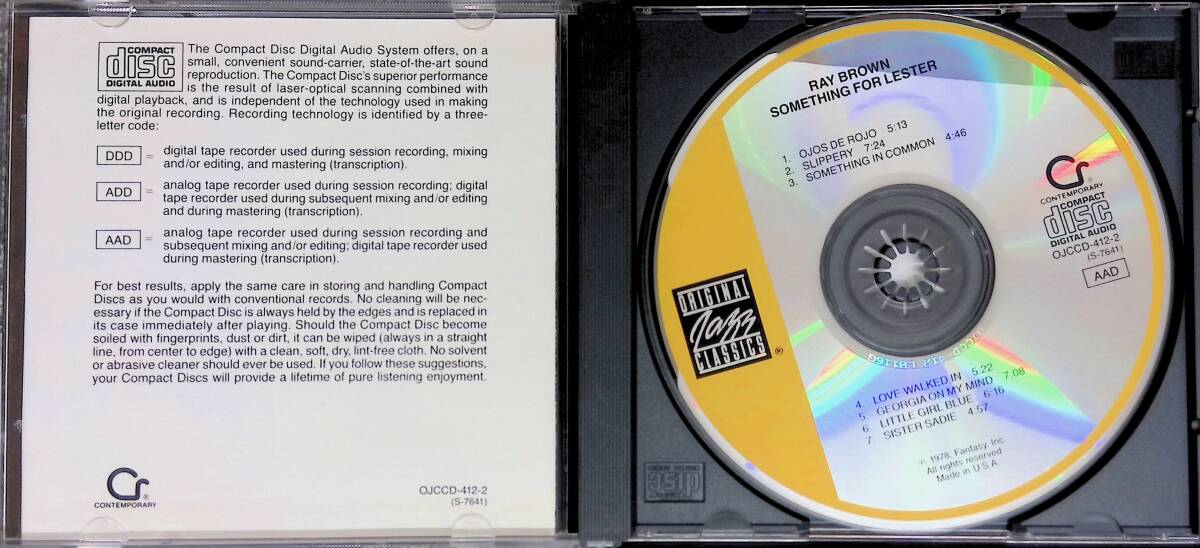 COMPACT
disc
DIGITAL AUDIO
The Compact Disc Digital Audio System offers, on a
small, convenient sound-carrier, state-of-the-art sound
reproduction. The Compact Disc's superior performance
is the result of laser-optical scanning combined with
digital playback, and is independent of the technology used in making
the original recording. Recording technology is identified by a three-
letter code:
DDD = digital tape recorder used during session recording, mixing
and/or editing, and mastering (transcription).
ADD = analog tape recorder used during session recording; digital
tape recorder used during subsequent mixing and/or editing
and during mastering (transcription).
AAD = analog tape recorder used during session recording and
subsequent mixing and/or editing; digital tape recorder used
during mastering (transcription).
For best results, apply the same care in storing and handling Compact
Discs as you would with conventional records. No cleaning will be nec-
essary if the Compact Disc is always held by the edges and is replaced in
its case immediately after playing. Should the Compact Disc become
soiled with fingerprints, dust or dirt, it can be wiped (always in a straight
line, from center to edge) with a clean, soft, dry, lint-free cloth. No solvent
or abrasive cleaner should ever be used. If you follow these suggestions,
your Compact Discs will provide a lifetime of pure listening enjoyment.
Cr®
CONTEMPORARY
OJCCD-412-2
(S-7641)
RAY BROWN
SOMETHING FOR LESTER
1. OJOS DE ROJO 5:13
2. SLIPPERY 7:24
3. SOMETHING IN COMMON 4:46
Cr®
CONTEMPORARY
COMPACT
disc
DIGITAL AUDIO
OJCCD-412-2
(S-7641)
AAD
ORIGINAL
Jazz
CLASSICS®
4. LOVE WALKED IN 5:22
5 GEORGIA ON MY MIND 7:08
6 LITTLE GIRL BLUE 6:16
7. SISTER SADIE 4:57
℗ 1978, Fantasy, Inc.
All rights reserved.
Made in U.S.A.